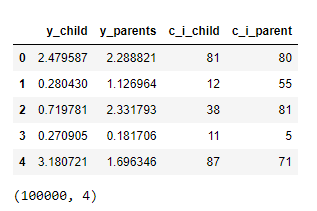 y_child y_parents c_i_child c_i_parent
0 2.479587 2.288821 81 80
1 0.280430 1.126964 12 55
2 0.719781 2.331793 38 81
3 0.270905 0.181706 11 5
4 3.180721 1.696346 87 71
(100000, 4)